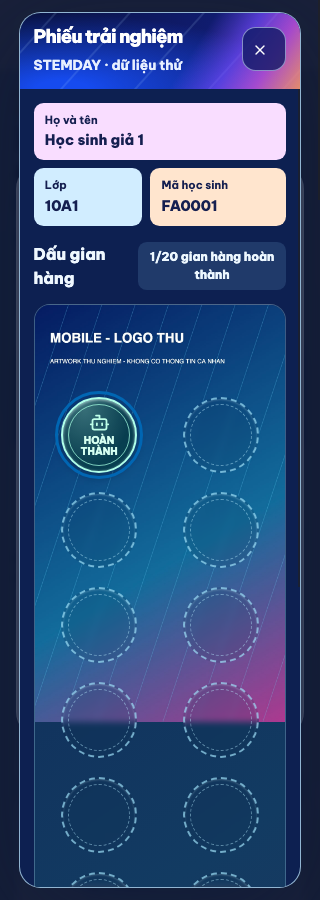 Phiếu trải nghiệm
STEMDAY · dữ liệu thử
×
Họ và tên
Học sinh giả 1
Lớp
10A1
Mã học sinh
FA0001
Dấu gian
hàng
1/20 gian hàng hoàn
thành
MOBILE - LOGO THU
ARTWORK THU NGHIEM - KHONG CO THONG TIN CA NHAN
HOÀN
THÀNH